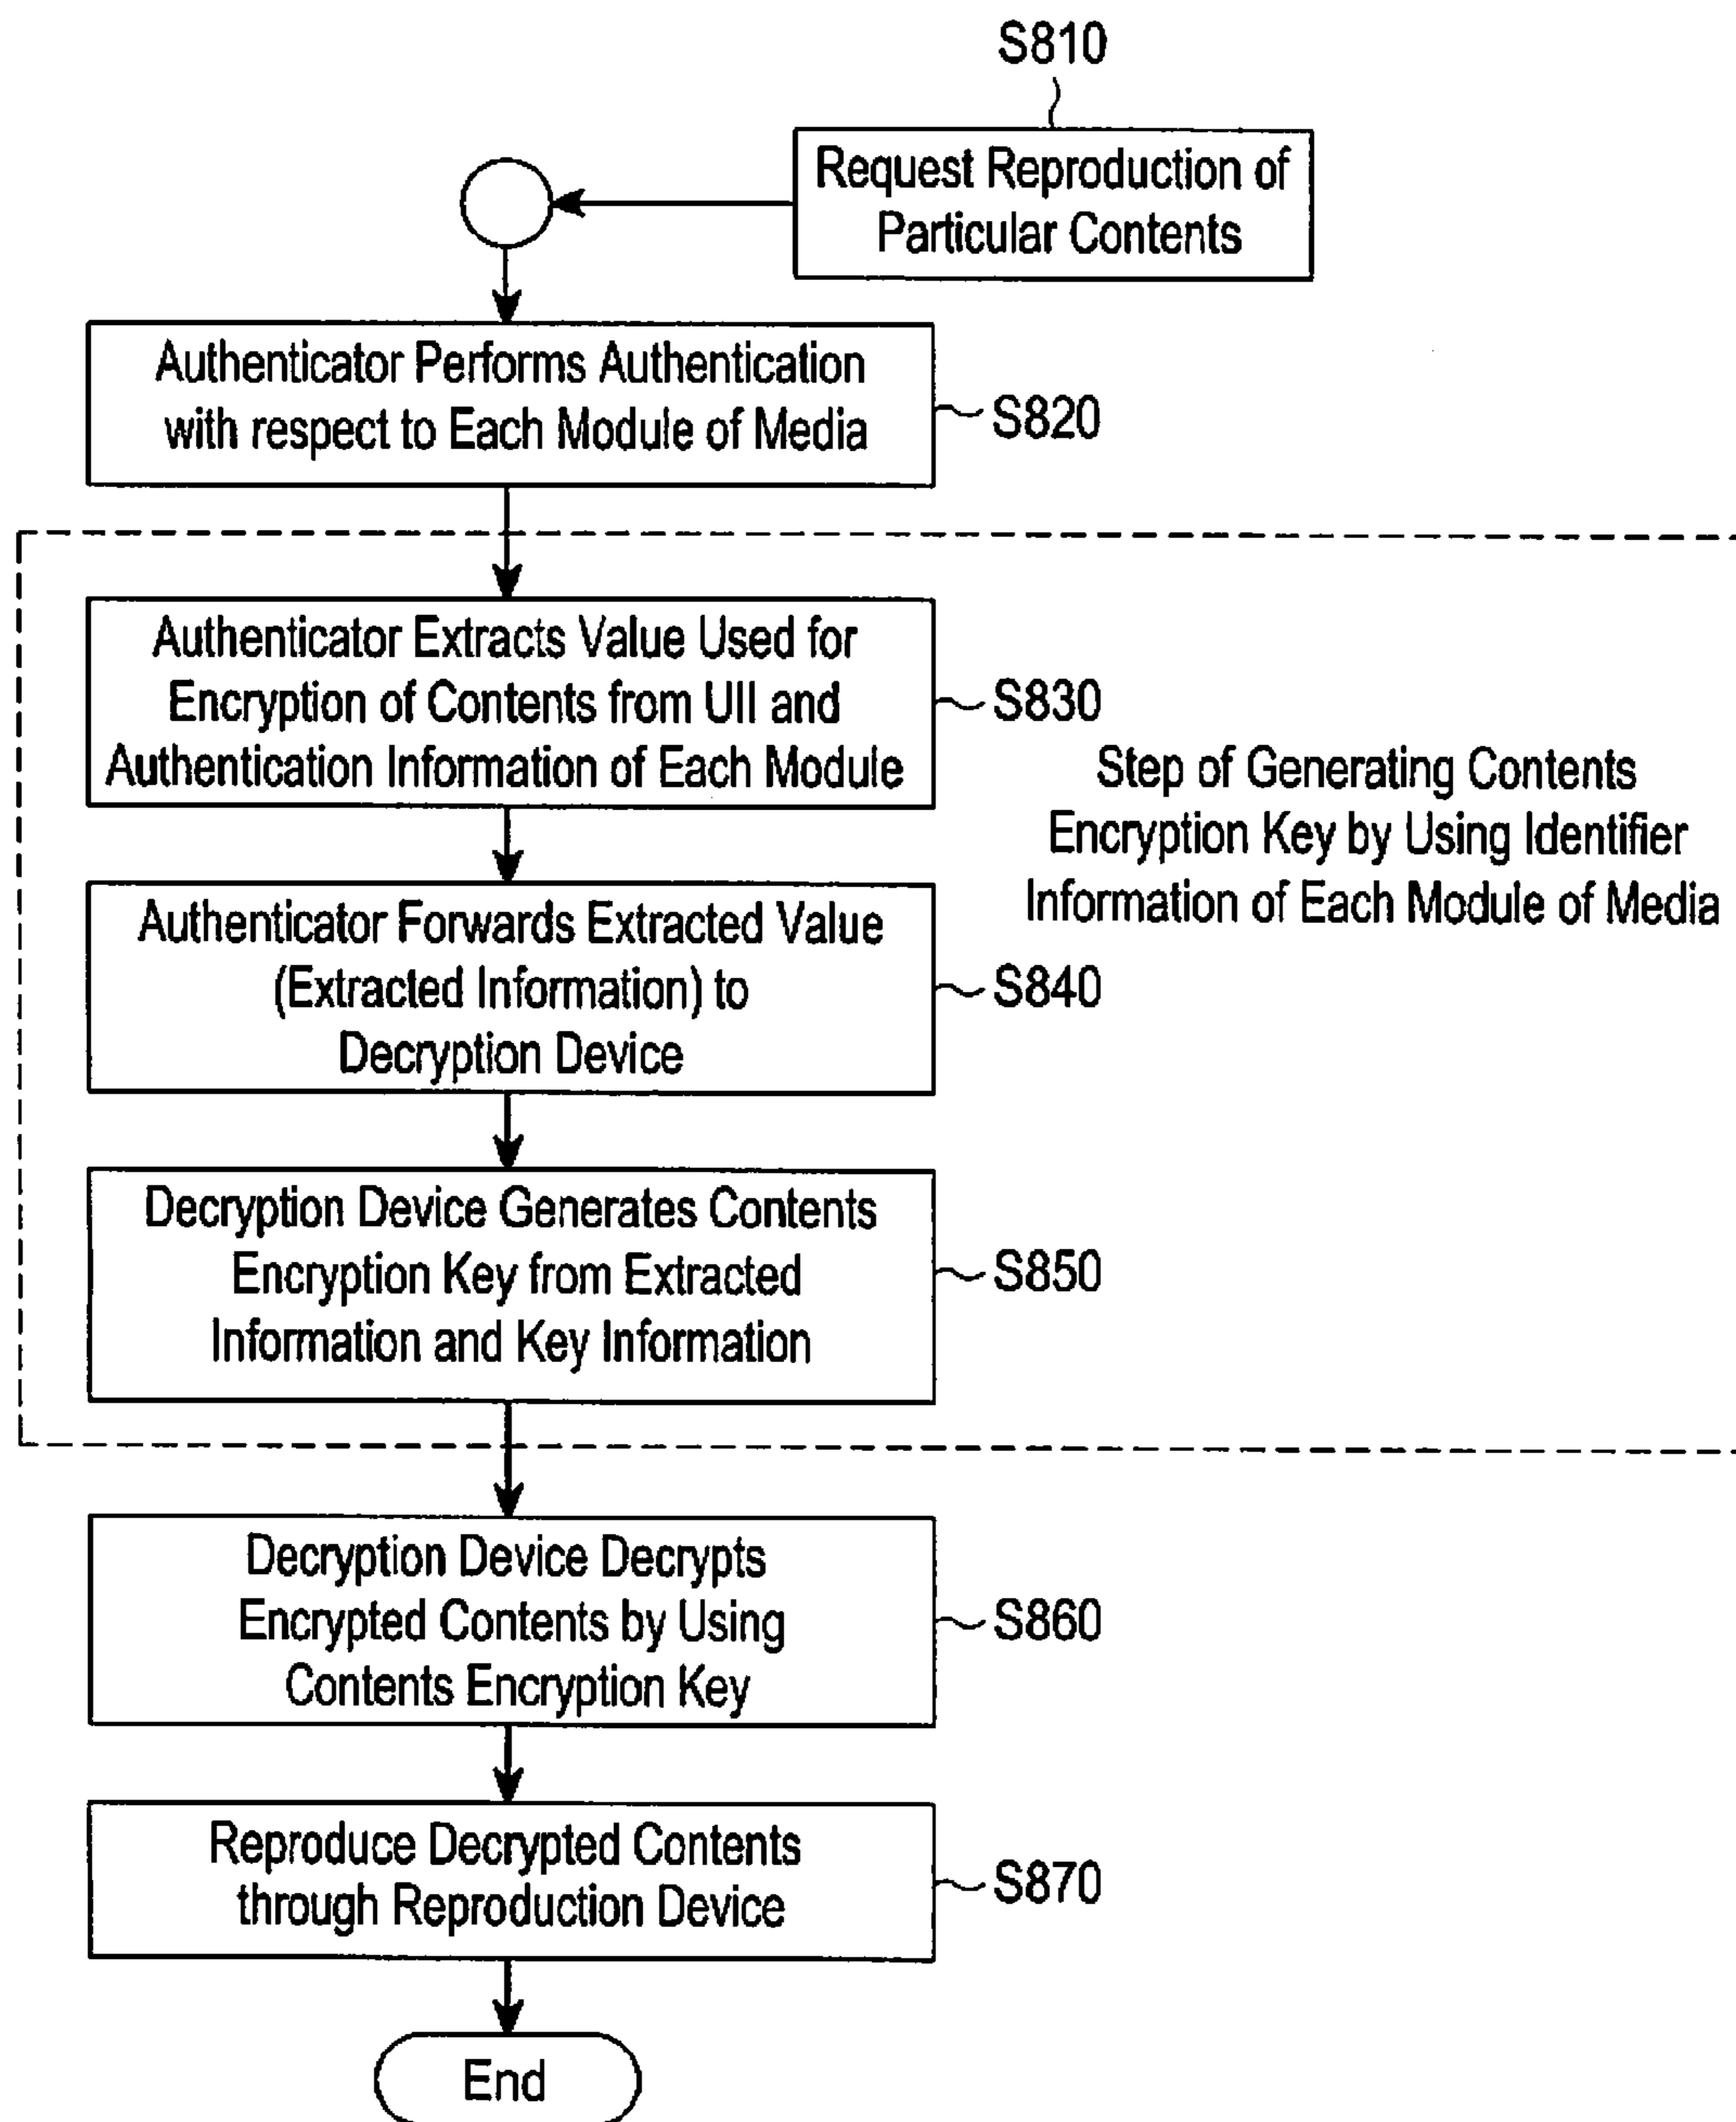 S810
Request Reproduction of
Particular Contents
Authenticator Performs Authentication
with respect to Each Module of Media
S820
Authenticator Extracts Value Used for
Encryption of Contents from UII and
Authentication Information of Each Module
S830
Step of Generating Contents
Encryption Key by Using Identifier
Information of Each Module of Media
Authenticator Forwards Extracted Value
(Extracted Information) to
Decryption Device
S840
Decryption Device Generates Contents
Encryption Key from Extracted
Information and Key Information
S850
Decryption Device Decrypts
Encrypted Contents by Using
Contents Encryption Key
S860
Reproduce Decrypted Contents
through Reproduction Device
S870
End